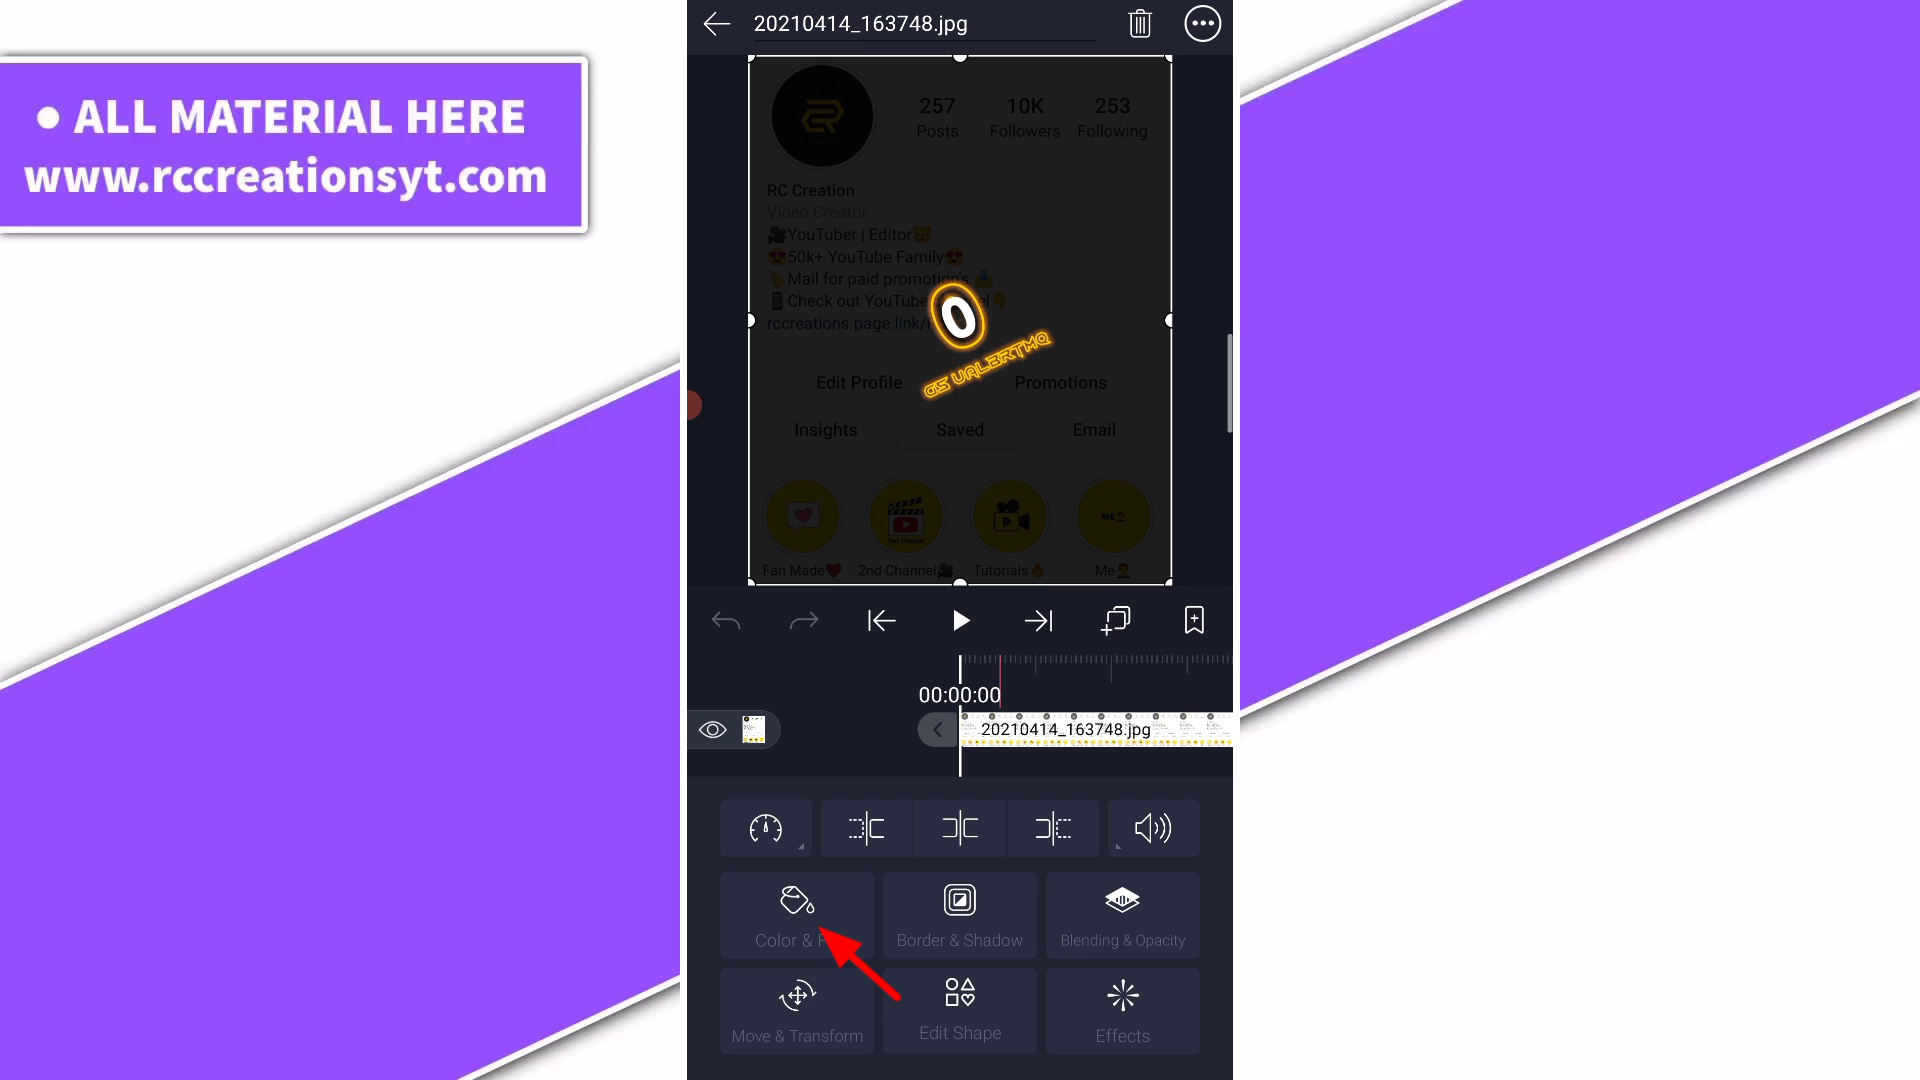 • ALL MATERIAL HERE
www.rccreationsyt.com
20210414_163748.jpg
257 10K 253
Posts Followers Following
RC Creation
Video Creator
🎥YouTuber | Editor🐱
😍50k+ YouTube Family😍
Mail for paid promotion's
Check out YouTube
rccreations.page.link/
0
Edit Profile Promotions
Insights Saved Email
ME
Fan Made❤️ 2nd Channel🎥 Tutorials🔥 Me
00:00:00
20210414_163748.jpg
Color & Border & Shadow Blending & Opacity
Move & Transform Edit Shape Effects